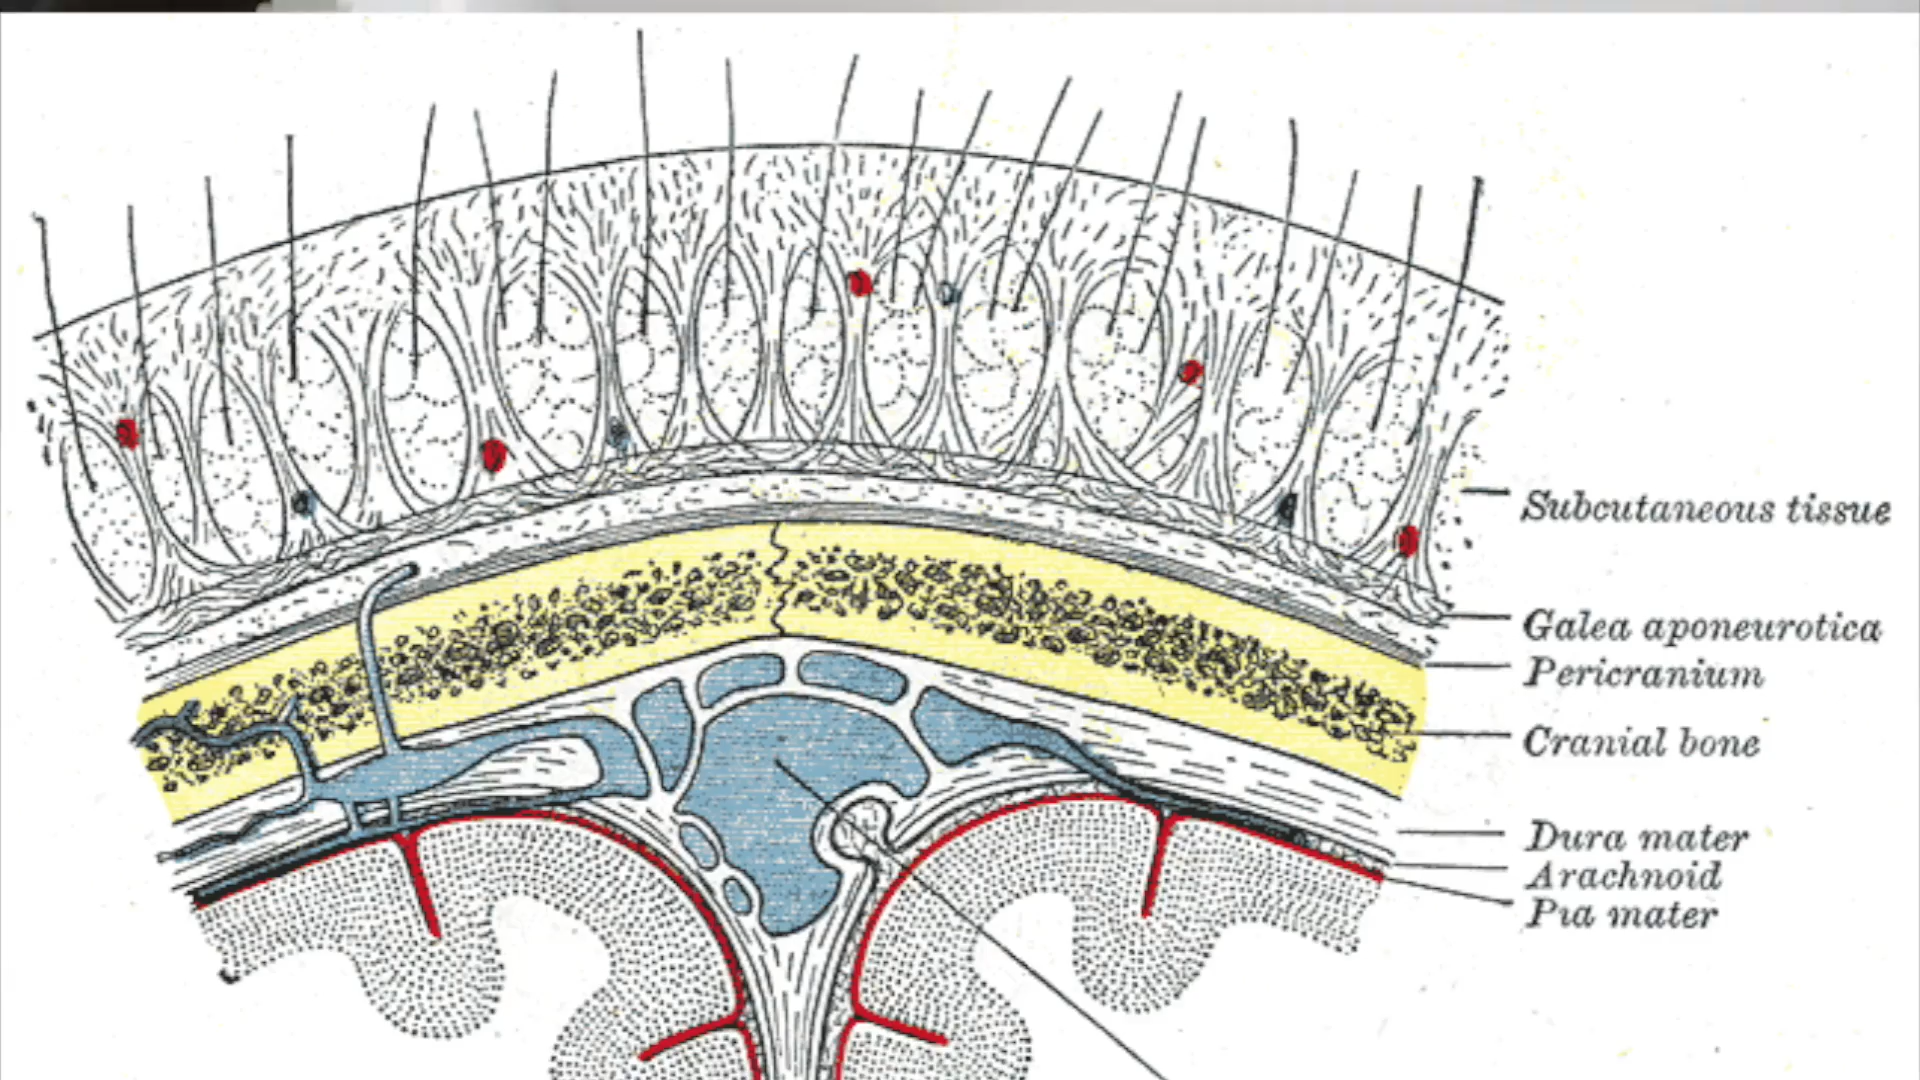 Subcutaneous tissue
Galea aponeurotica
Pericranium
Cranial bone
Dura mater
Arachnoid
Pia mater